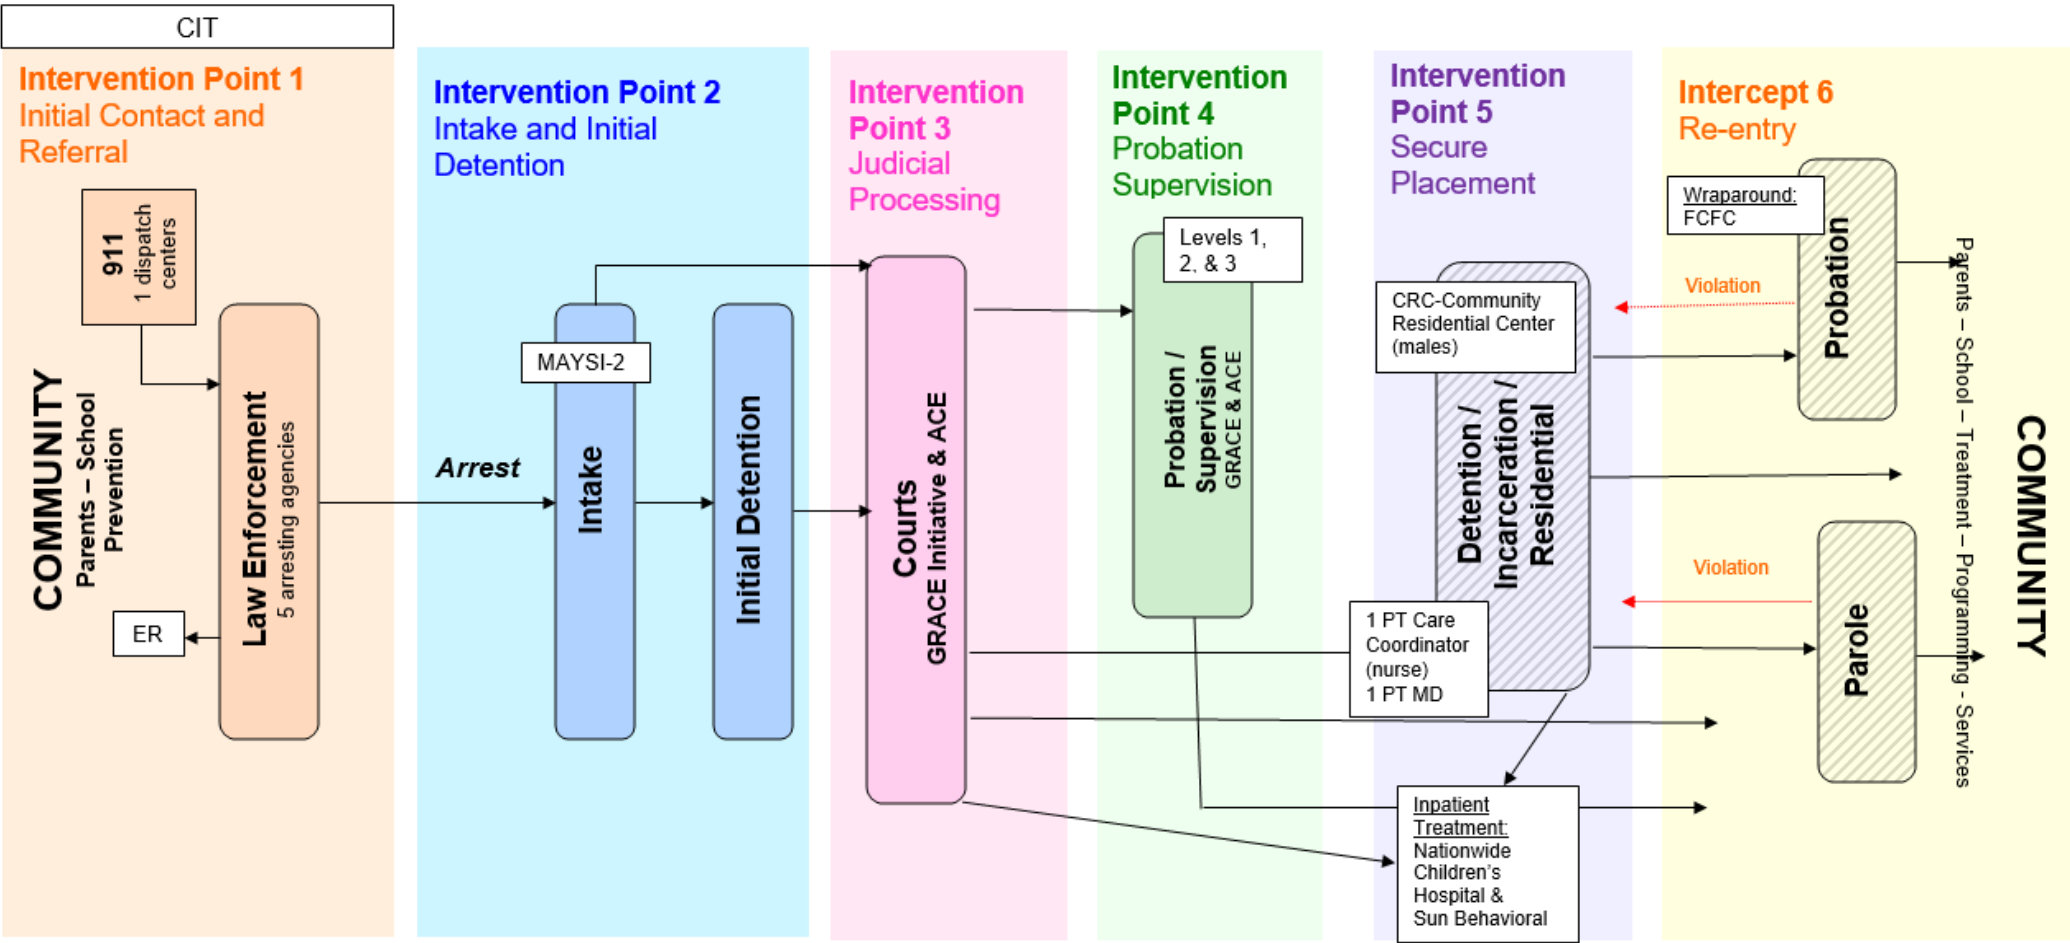 CIT
Intervention Point 1
Initial Contact and
Referral
911
1 dispatch
centers
COMMUNITY
Parents – School
Prevention
Law Enforcement
5 arresting agencies
ER
Intervention Point 2
Intake and Initial
Detention
Arrest
MAYSI-2
Intake
Initial Detention
Intervention
Point 3
Judicial
Processing
Courts
GRACE Initiative & ACE
Intervention
Point 4
Probation
Supervision
Levels 1,
2, & 3
Probation /
Supervision
GRACE & ACE
Intervention
Point 5
Secure
Placement
CRC-Community
Residential Center
(males)
Detention /
Incarceration /
Residential
1 PT Care
Coordinator
(nurse)
1 PT MD
Inpatient
Treatment:
Nationwide
Children's
Hospital &
Sun Behavioral
Intercept 6
Re-entry
Wraparound:
FCFC
Probation
Violation
Violation
Parole
Parents – School – Treatment – Programming - Services
COMMUNITY